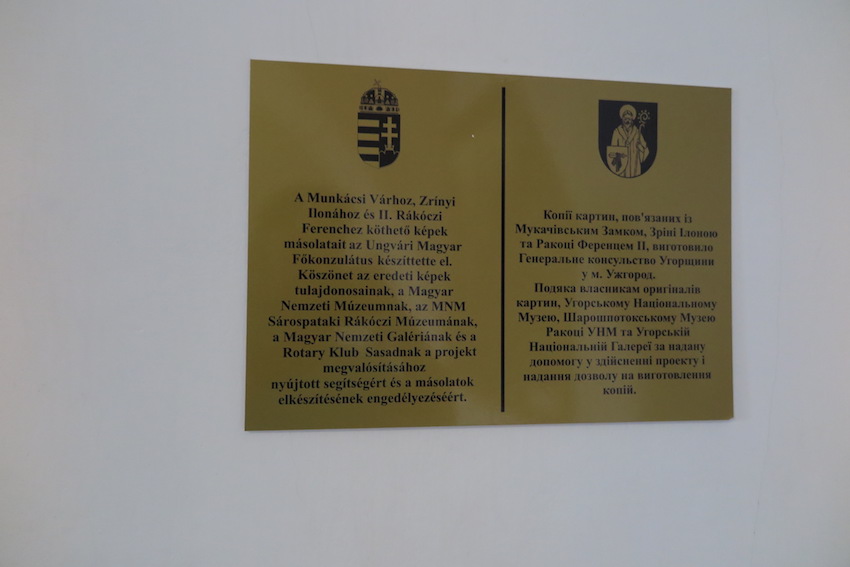 A Munkácsi Várhoz, Zrínyi
Ilonához és II. Rákóczi
Ferenchez köthető képek
másolatait az Ungvári Magyar
Főkonzulátus készíttette el.
Köszönet az eredeti képek
tulajdonosainak, a Magyar
Nemzeti Múzeumnak, az MNM
Sárospataki Rákóczi Múzeumának,
a Magyar Nemzeti Galériának és a
Rotary Klub Sasadnak a projekt
megvalósításához
nyújtott segítségért és a másolatok
elkészítésének engedélyezéséért.
Копії картин, пов'язаних із
Мукачівським Замком, Зріні Ілоною
та Ракоці Ференцем II, виготовило
Генеральне консульство Угорщини
у м. Ужгород.
Подяка власникам оригіналів
картин, Угорському Національному
Музею, Шарошпотокському Музею
Ракоці УНМ та Угорській
Національній Галереї за надану
допомогу у здійсненні проекту і
надання дозволу на виготовлення
копій.